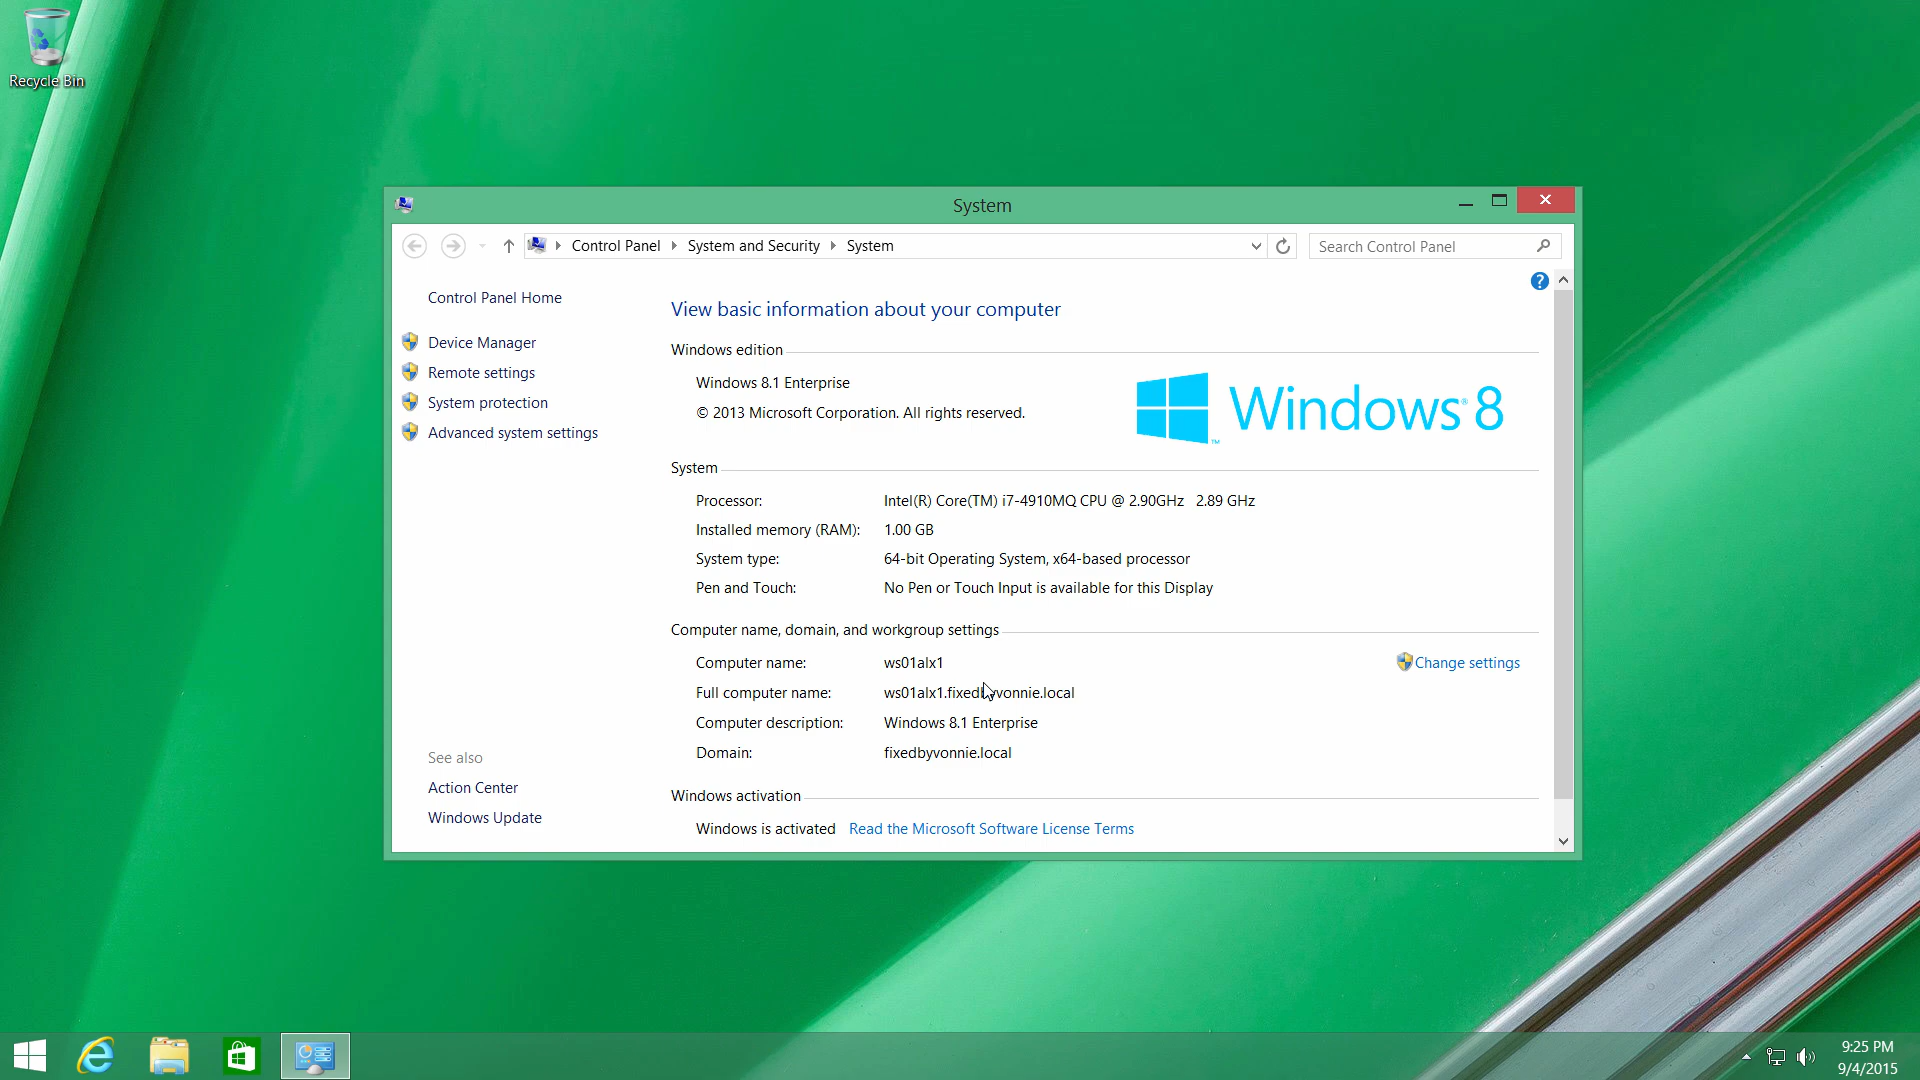 Recycle Bin
System
Control Panel System and Security System
Search Control Panel
?
Control Panel Home
Device Manager
Remote settings
System protection
Advanced system settings
See also
Action Center
Windows Update
View basic information about your computer
Windows edition
Windows 8.1 Enterprise
© 2013 Microsoft Corporation. All rights reserved.
Windows® 8
™
System
Processor: Intel(R) Core(TM) i7-4910MQ CPU @ 2.90GHz 2.89 GHz
Installed memory (RAM): 1.00 GB
System type: 64-bit Operating System, x64-based processor
Pen and Touch: No Pen or Touch Input is available for this Display
Computer name, domain, and workgroup settings
Computer name: ws01alx1
Change settings
Full computer name: ws01alx1.fixedbyvonnie.local
Computer description: Windows 8.1 Enterprise
Domain: fixedbyvonnie.local
Windows activation
Windows is activated Read the Microsoft Software License Terms
9:25 PM
9/4/2015